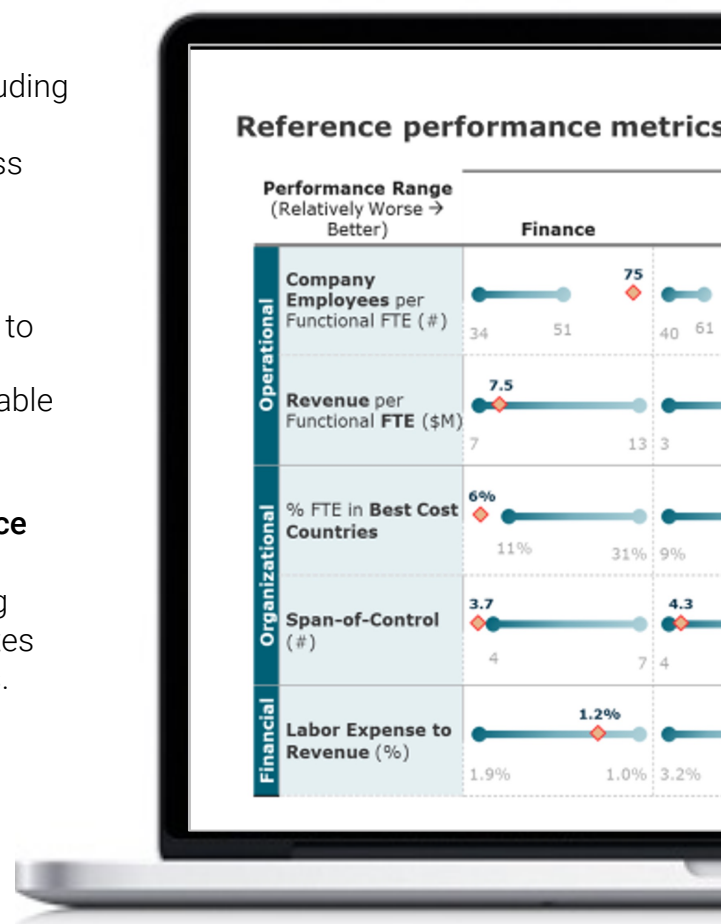 uding
ss
to
able
ce
g
es
.
Reference performance metrics
Performance Range
(Relatively Worse →
Better)
Finance
Operational
Company
Employees per
Functional FTE (#)
75
34
51
40
61
Revenue per
Functional FTE ($M)
7.5
7
13
3
Organizational
% FTE in Best Cost
Countries
6%
11%
31%
9%
Span-of-Control
(#)
3.7
4.3
4
7
4
Financial
Labor Expense to
Revenue (%)
1.2%
1.9%
1.0%
3.2%